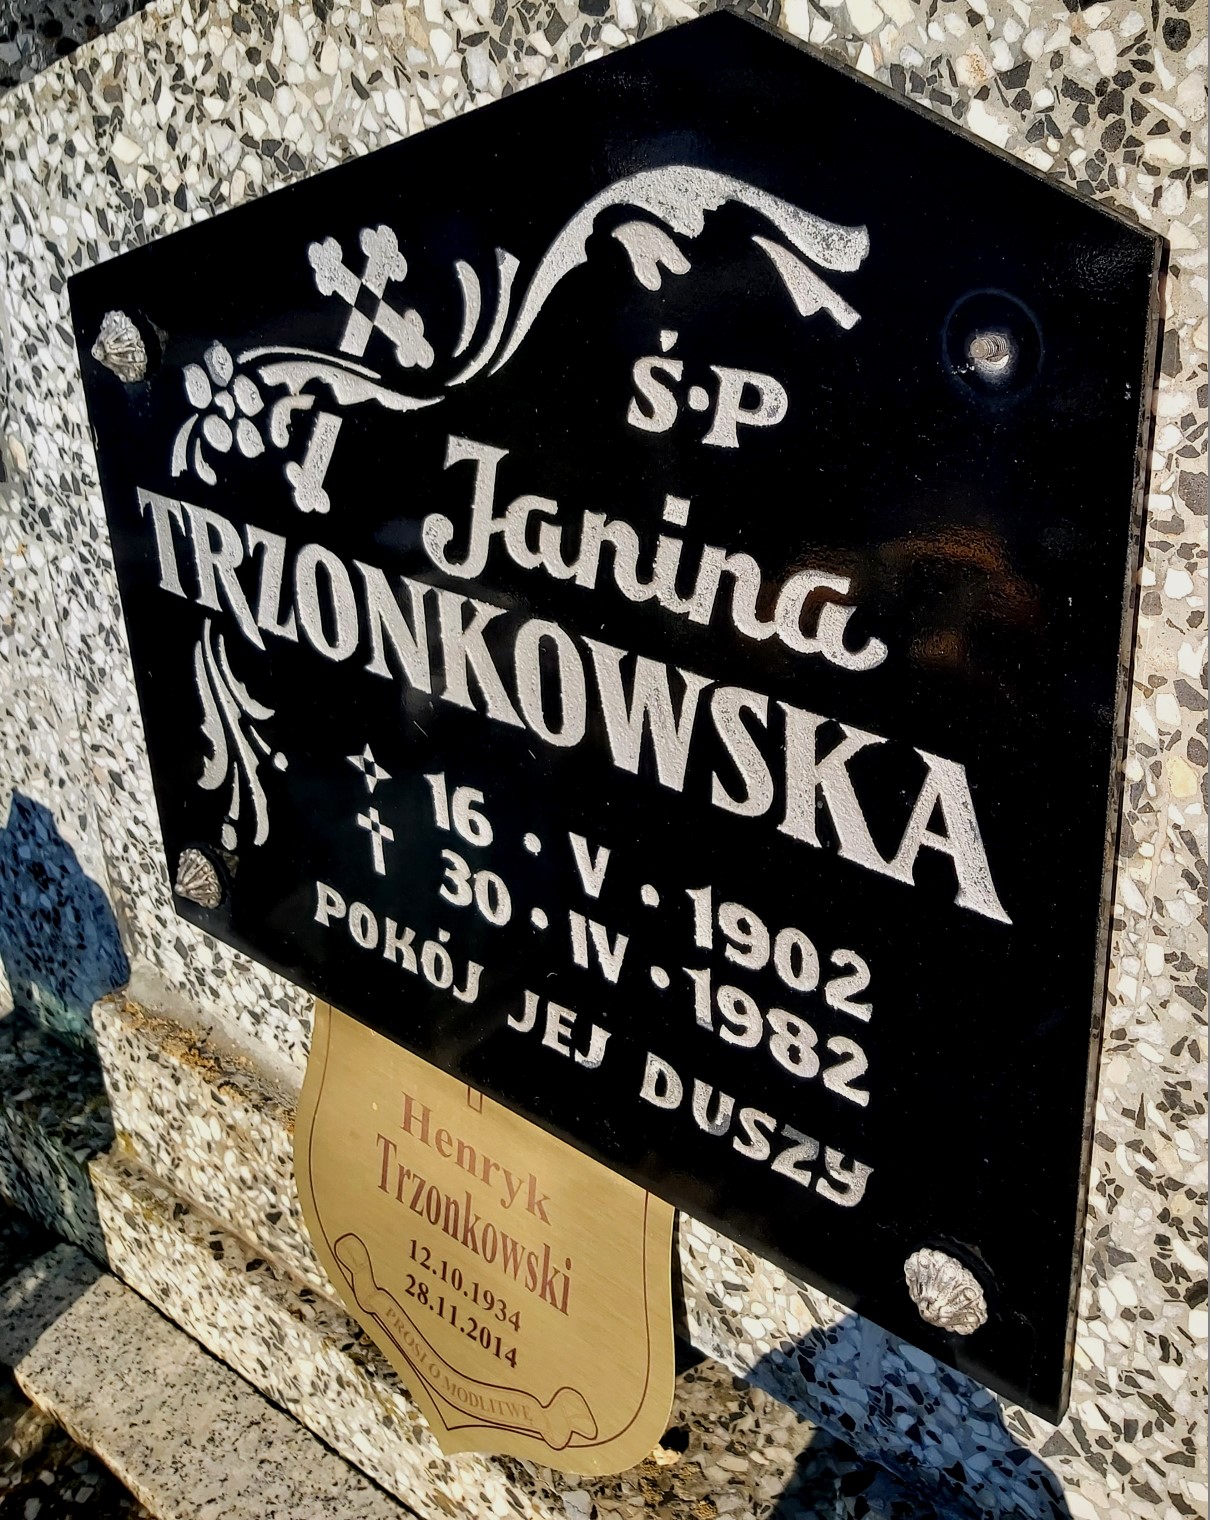 Ś·P
Janina
TRZONKOWSKA
16 · V · 1902
30 · IV · 1982
POKÓJ JEJ DUSZY
Henryk
Trzonkowski
12.10.1934
28.11.2014
PROSI O MODLITWĘ